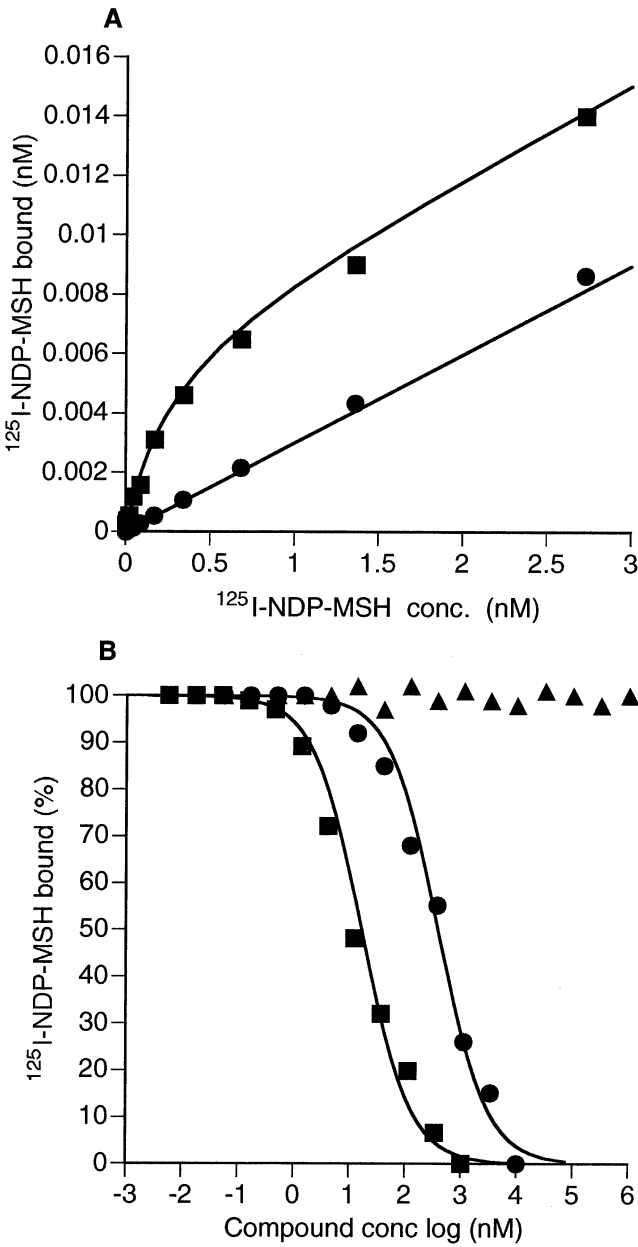 A
0.016
0.014
0.012
0.01
0.008
0.006
0.004
0.002
0
125I-NDP-MSH bound (nM)
0 0.5 1 1.5 2 2.5 3
125I-NDP-MSH conc. (nM)
B
100
90
80
70
60
50
40
30
20
10
0
125I-NDP-MSH bound (%)
-3 -2 -1 0 1 2 3 4 5 6
Compound conc log (nM)